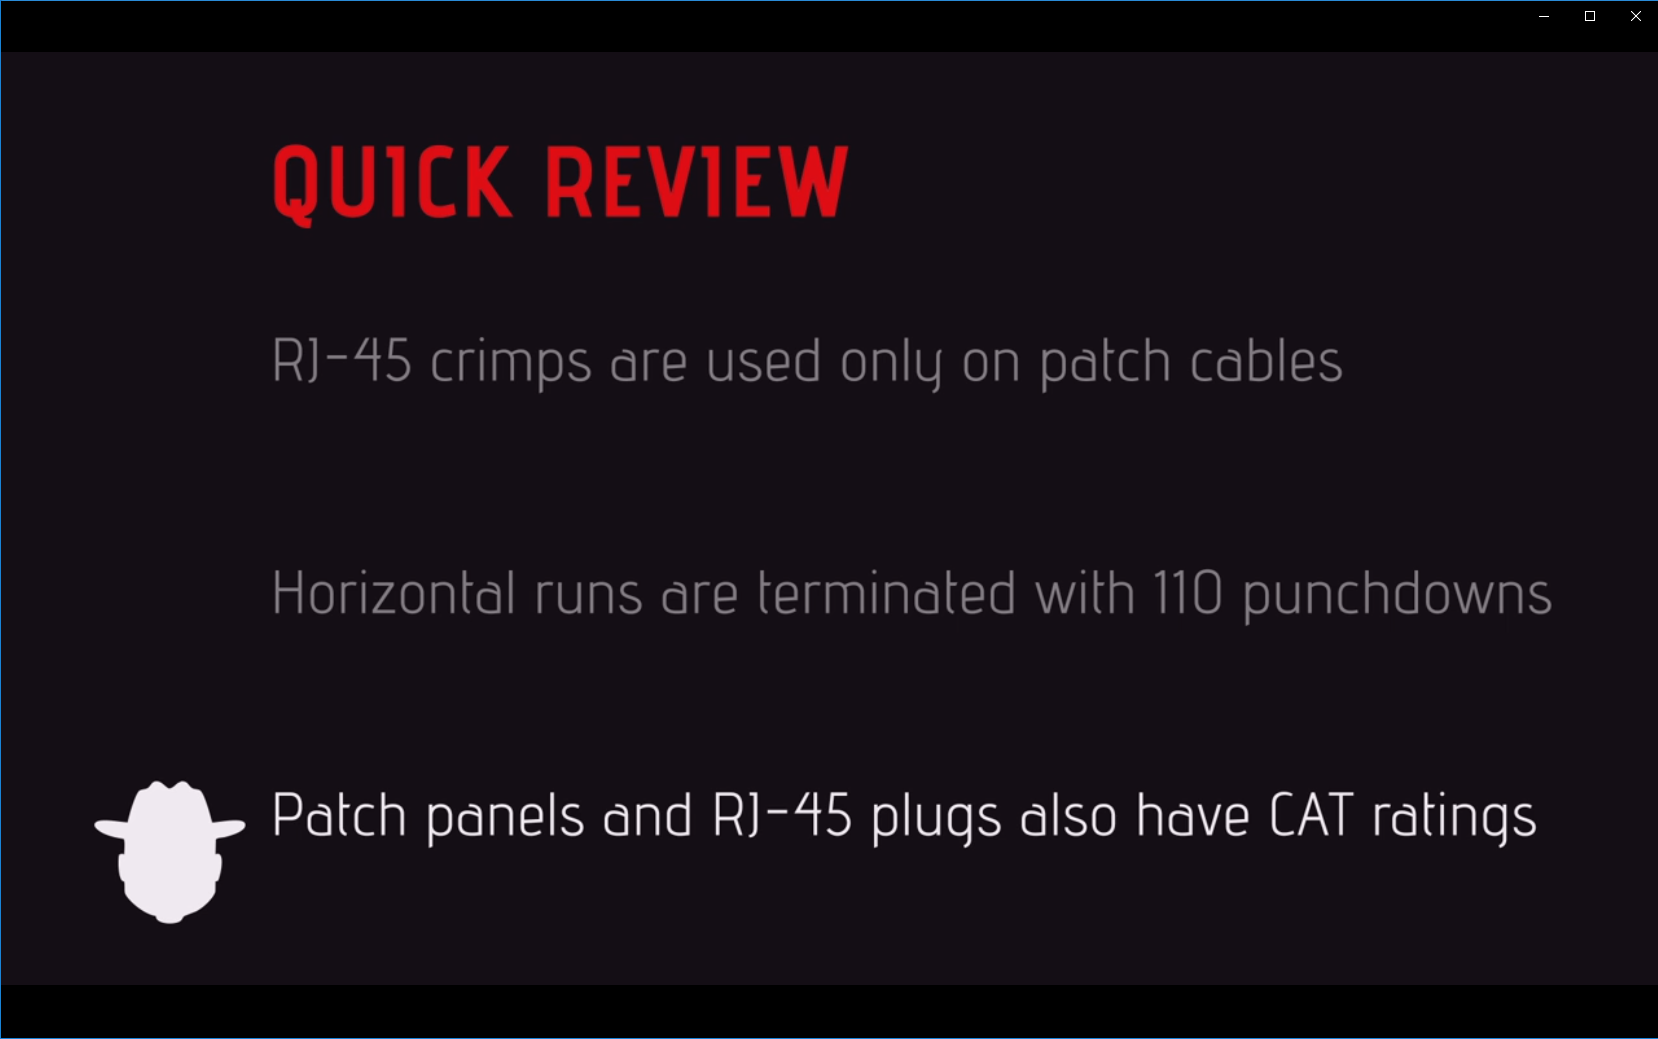 QUICK REVIEW
RJ-45 crimps are used only on patch cables
Horizontal runs are terminated with 110 punchdowns
Patch panels and RJ-45 plugs also have CAT ratings